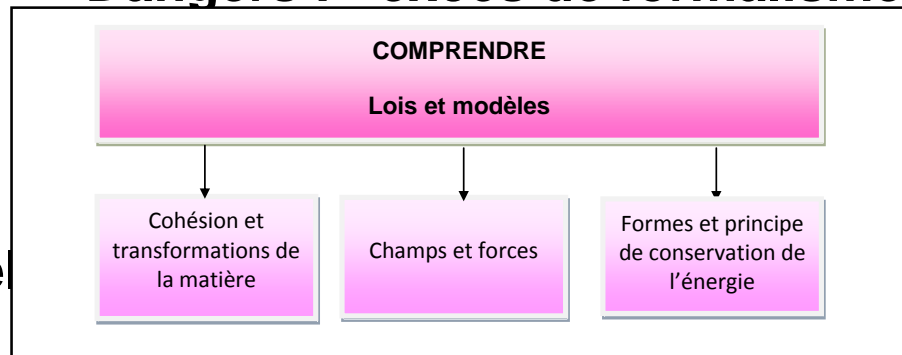 COMPRENDRE
Lois et modèles
Cohésion et
transformations de
la matière
Champs et forces
Formes et principe
de conservation de
l'énergie